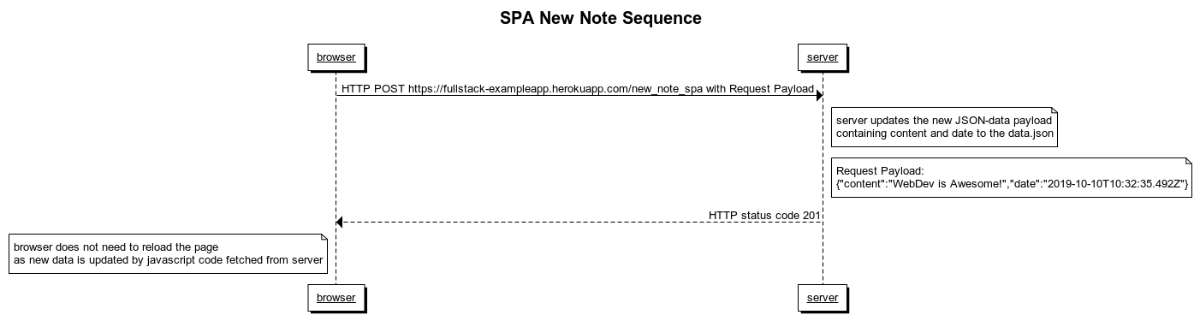 SPA New Note Sequence
browser
server
HTTP POST https://fullstack-exampleapp.herokuapp.com/new_note_spa with Request Payload
server updates the new JSON-data payload
containing content and date to the data.json
Request Payload:
{"content":"WebDev is Awesome!","date":"2019-10-10T10:32:35.492Z"}
HTTP status code 201
browser does not need to reload the page
as new data is updated by javascript code fetched from server
browser
server